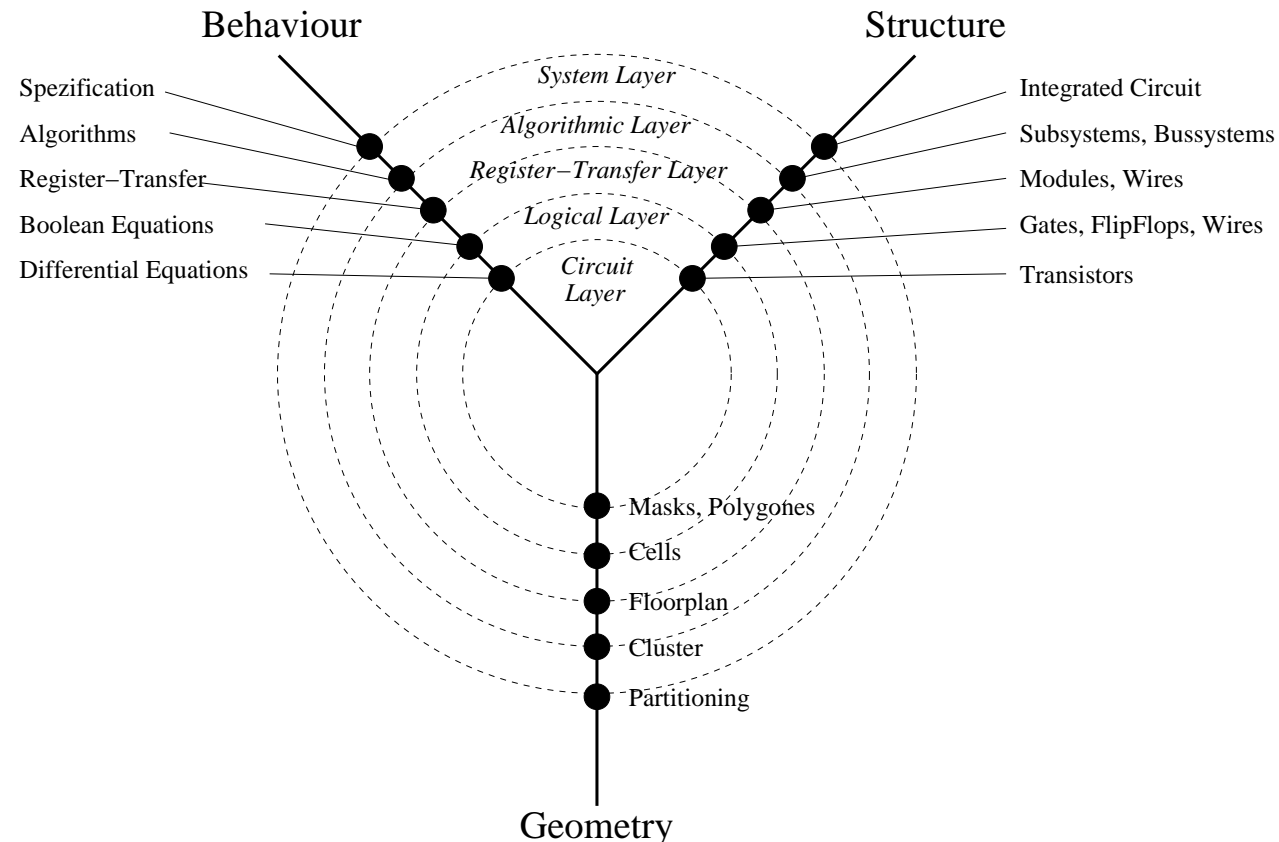 Behaviour
Structure
System Layer
Spezification
Integrated Circuit
Algorithmic Layer
Algorithms
Subsystems, Bussystems
Register−Transfer Layer
Register−Transfer
Modules, Wires
Logical Layer
Boolean Equations
Gates, FlipFlops, Wires
Circuit
Layer
Differential Equations
Transistors
Masks, Polygones
Cells
Floorplan
Cluster
Partitioning
Geometry